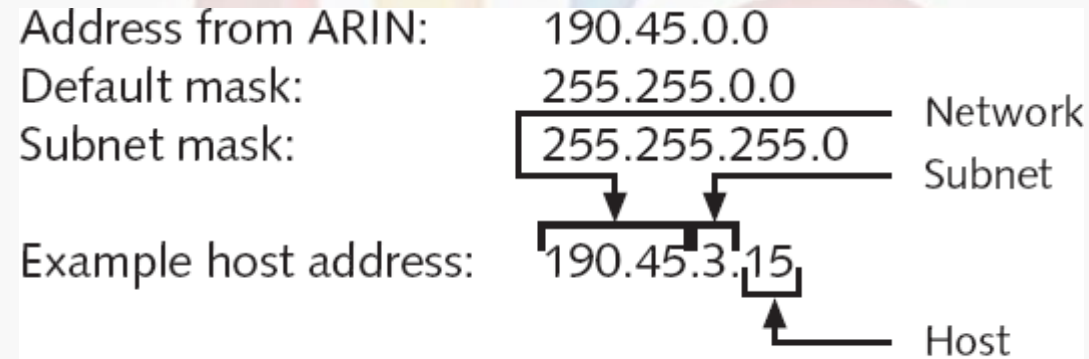 Address from ARIN: 190.45.0.0
Default mask: 255.255.0.0
Network
Subnet mask: 255.255.255.0
Subnet
Example host address: 190.45.3.15
Host